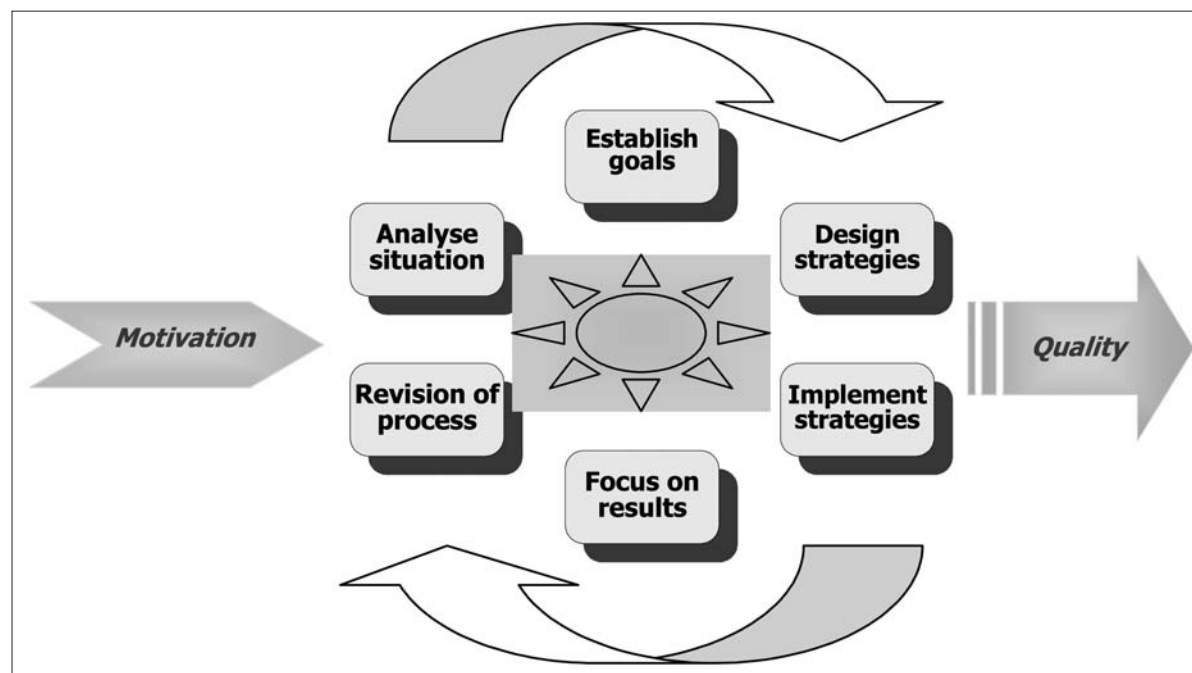 Establish
goals
Analyse
situation
Design
strategies
Motivation
Quality
Revision of
process
Implement
strategies
Focus on
results